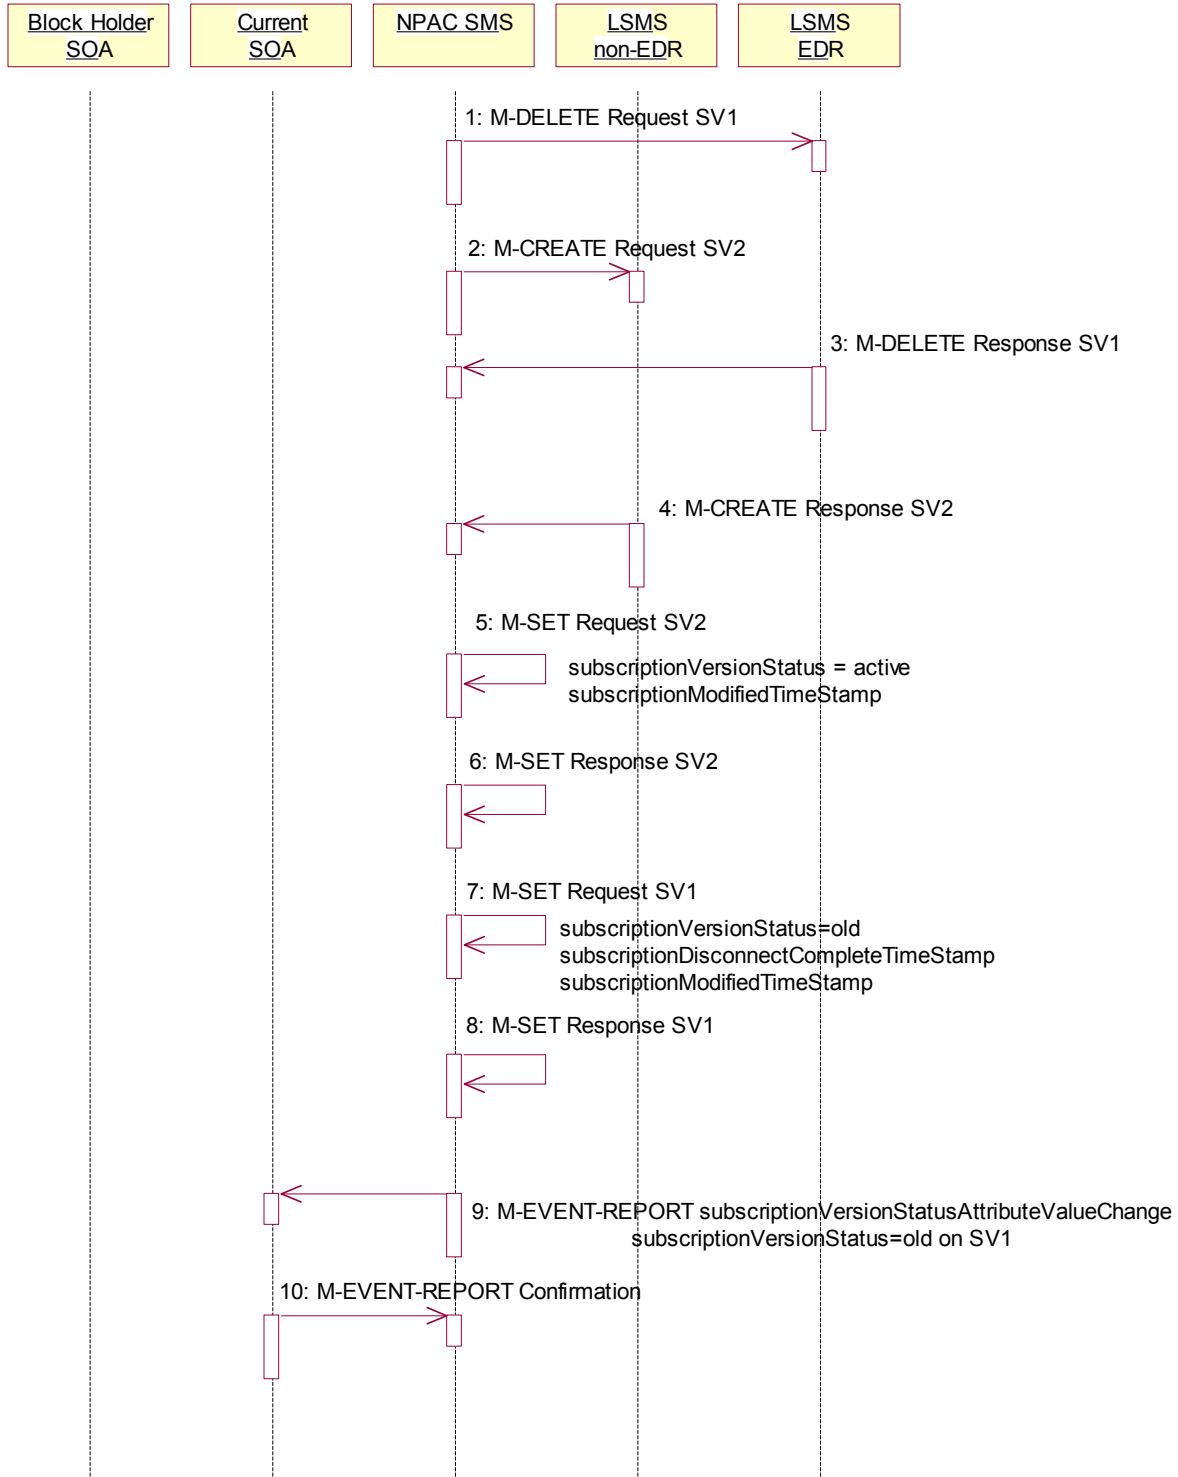 Block Holder
SOA
Current
SOA
NPAC SMS
LSMS
non-EDR
LSMS
EDR
1: M-DELETE Request SV1
2: M-CREATE Request SV2
3: M-DELETE Response SV1
4: M-CREATE Response SV2
5: M-SET Request SV2
subscriptionVersionStatus = active
subscriptionModifiedTimeStamp
6: M-SET Response SV2
7: M-SET Request SV1
subscriptionVersionStatus=old
subscriptionDisconnectCompleteTimeStamp
subscriptionModifiedTimeStamp
8: M-SET Response SV1
9: M-EVENT-REPORT subscriptionVersionStatusAttributeValueChange
subscriptionVersionStatus=old on SV1
10: M-EVENT-REPORT Confirmation